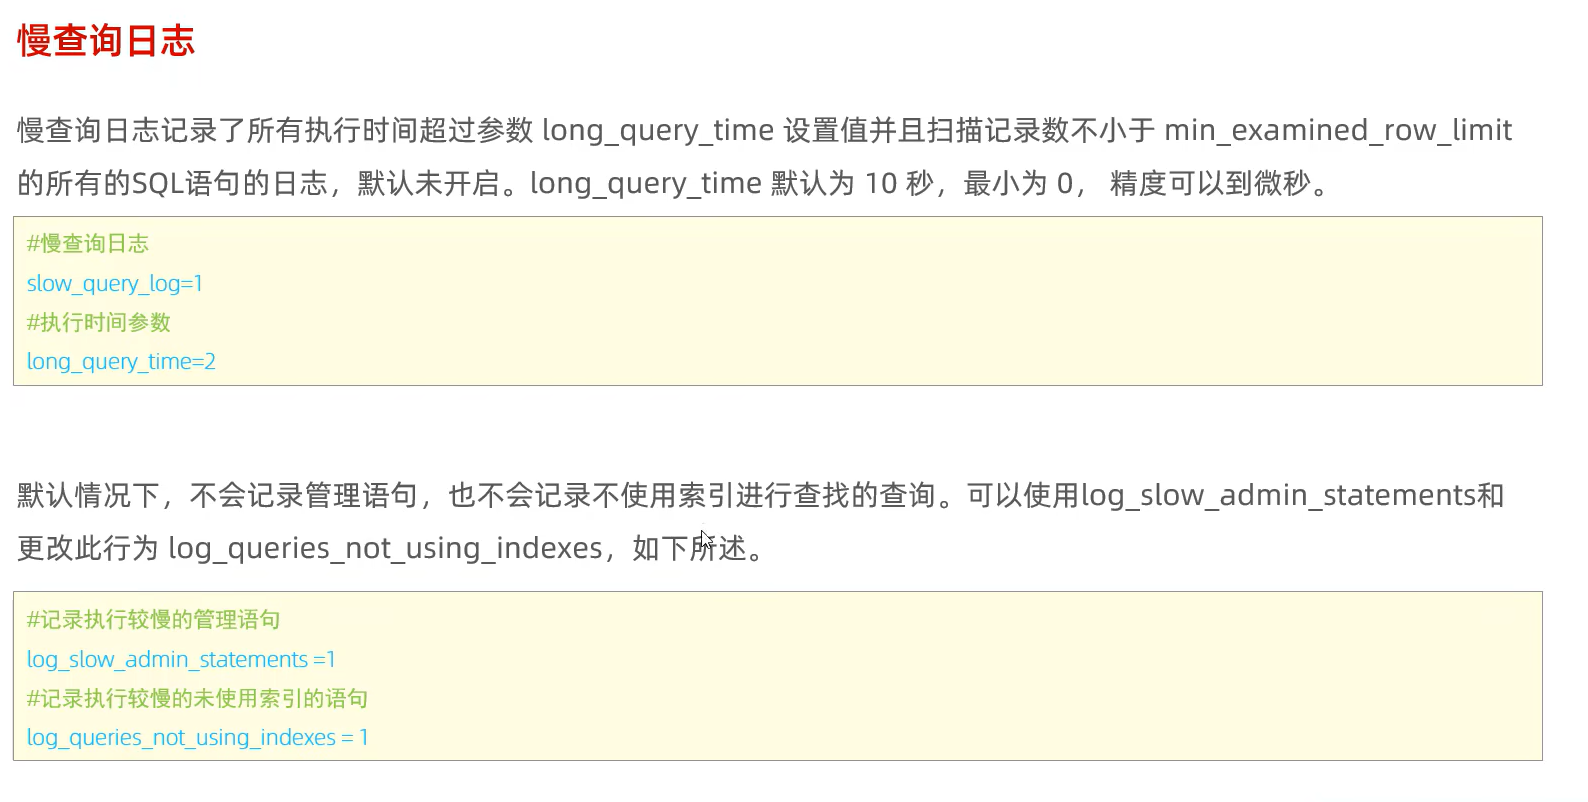 慢查询日志
慢查询日志记录了所有执行时间超过参数 long_query_time 设置值并且扫描记录数不小于 min_examined_row_limit
的所有的SQL语句的日志，默认未开启。long_query_time 默认为 10 秒，最小为 0， 精度可以到微秒。
#慢查询日志
slow_query_log=1
#执行时间参数
long_query_time=2
默认情况下，不会记录管理语句，也不会记录不使用索引进行查找的查询。可以使用log_slow_admin_statements和
更改此行为 log_queries_not_using_indexes，如下所述。
#记录执行较慢的管理语句
log_slow_admin_statements =1
#记录执行较慢的未使用索引的语句
log_queries_not_using_indexes = 1